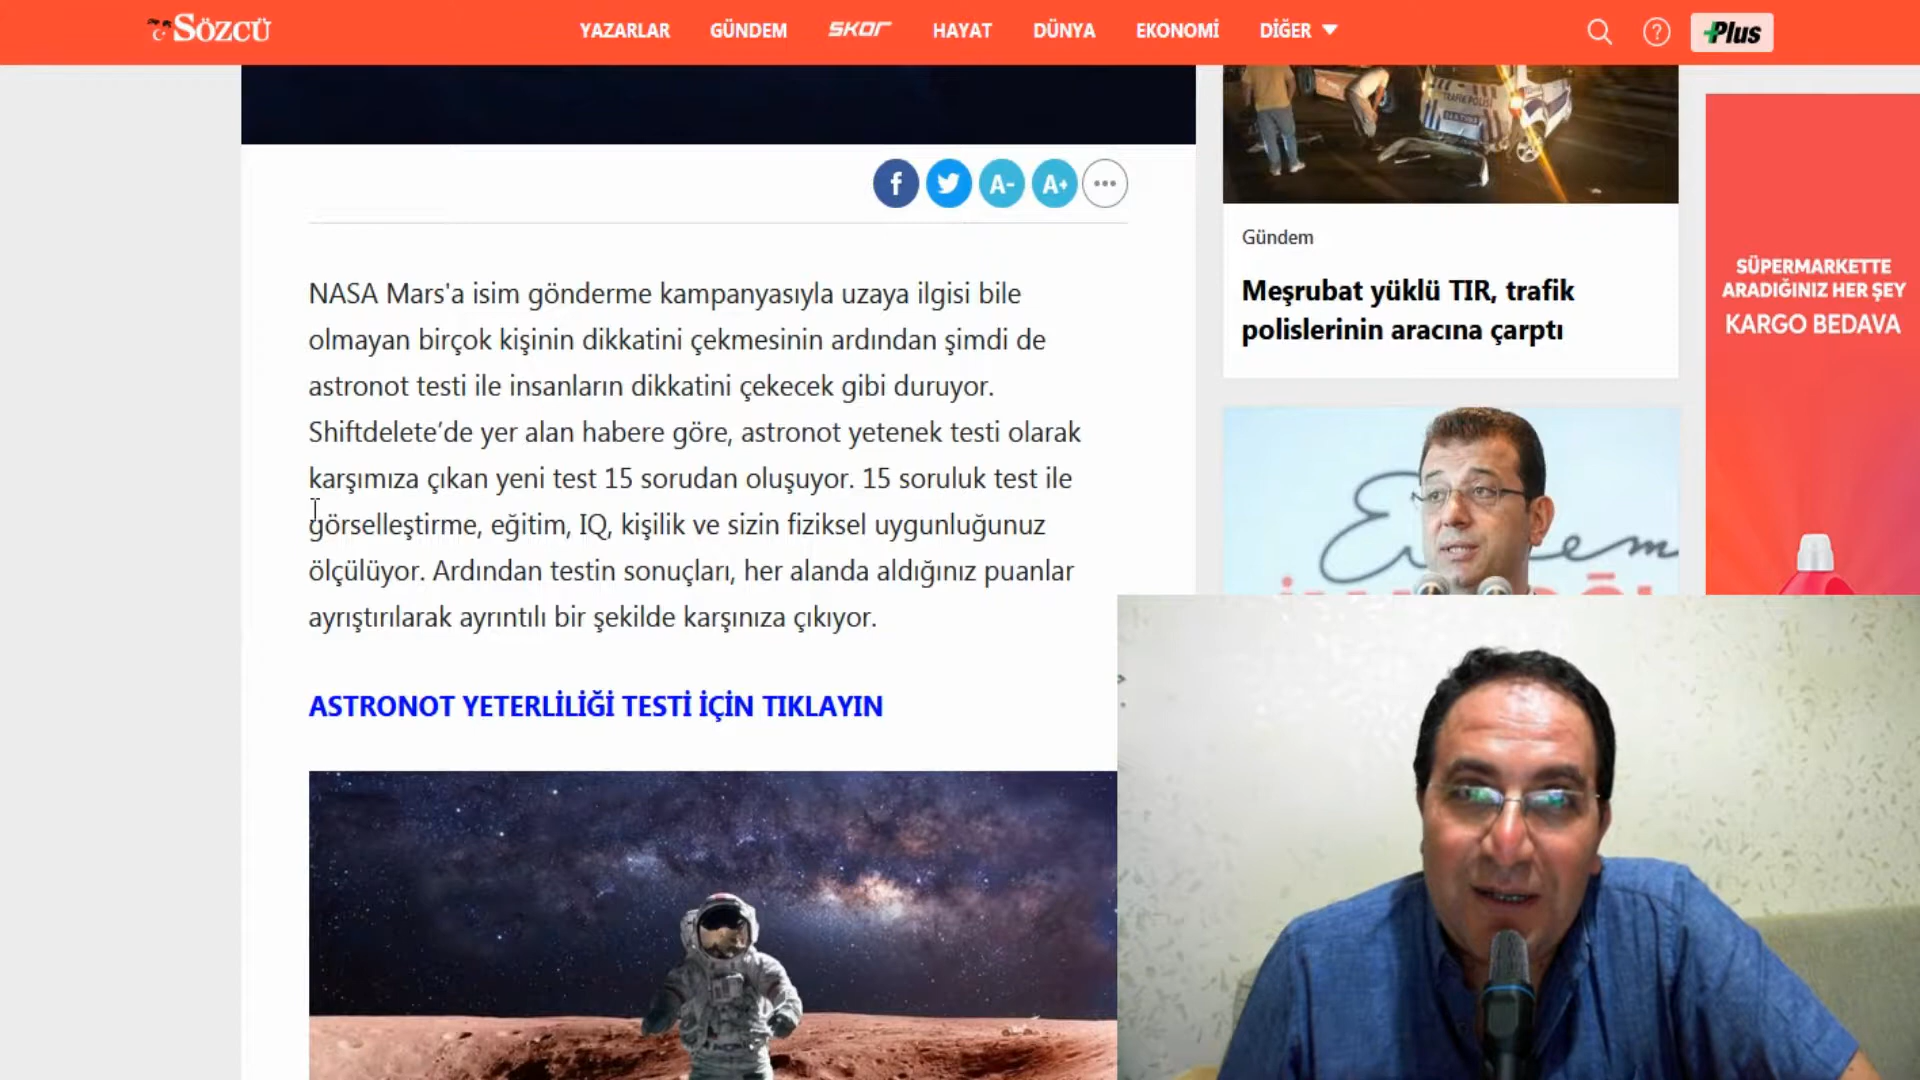 SÖZCÜ
YAZARLAR GÜNDEM SKOR HAYAT DÜNYA EKONOMİ DİĞER
? +Plus
f A- A+
NASA Mars'a isim gönderme kampanyasıyla uzaya ilgisi bile
olmayan birçok kişinin dikkatini çekmesinin ardından şimdi de
astronot testi ile insanların dikkatini çekecek gibi duruyor.
Shiftdelete’de yer alan habere göre, astronot yetenek testi olarak
karşımıza çıkan yeni test 15 sorudan oluşuyor. 15 soruluk test ile
görselleştirme, eğitim, IQ, kişilik ve sizin fiziksel uygunluğunuz
ölçülüyor. Ardından testin sonuçları, her alanda aldığınız puanlar
ayrıştırılarak ayrıntılı bir şekilde karşınıza çıkıyor.
ASTRONOT YETERLİLİĞİ TESTİ İÇİN TIKLAYIN
TRAFİK POLİSİ
Gündem
Meşrubat yüklü TIR, trafik
polislerinin aracına çarptı
SÜPERMARKETTE
ARADIĞINIZ HER ŞEY
KARGO BEDAVA